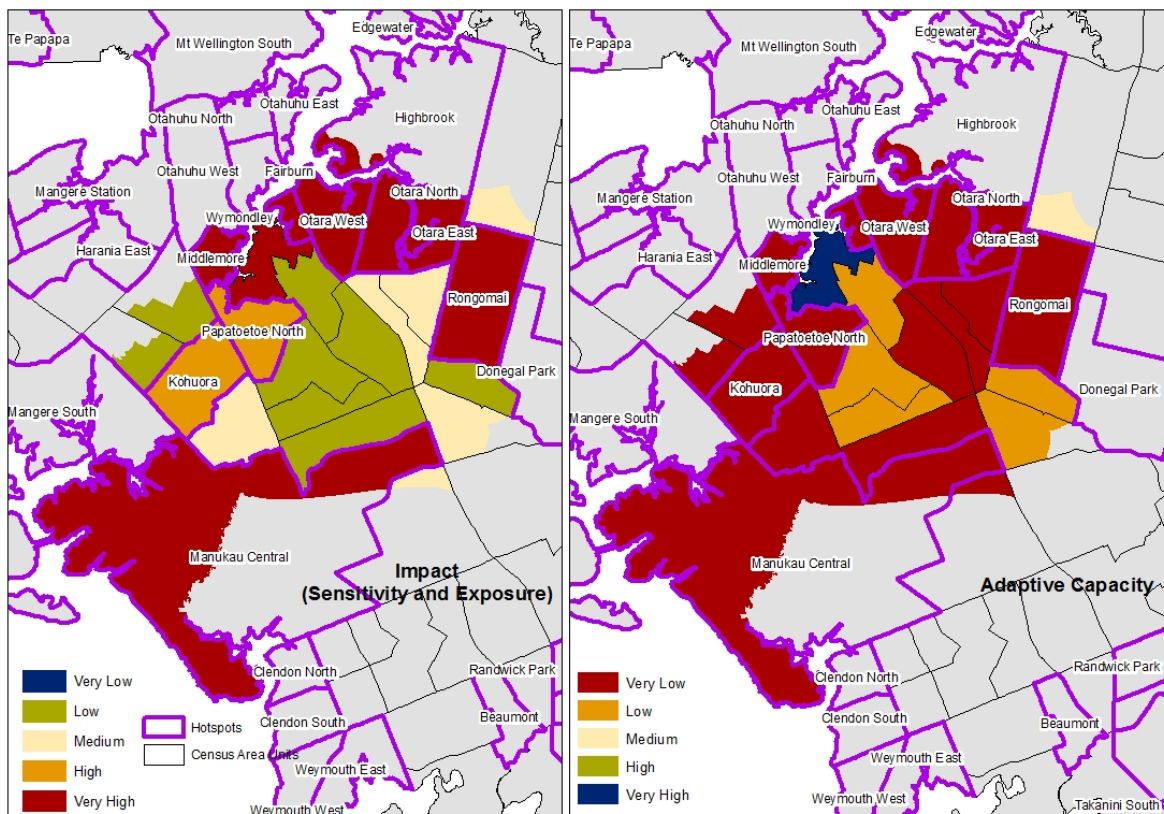 Edgewater
Te Papapa
Mt Wellington South
Otahuhu East
Otahuhu North
Highbrook
Otahuhu West
Fairburn
Mangere Station
Otara North
Wymondley
Otara West
Harania East
Otara East
Middlemore
Rongomai
Papatoetoe North
Donegal Park
Kohuora
Mangere South
Manukau Central
Impact
(Sensitivity and Exposure)
Clendon North
Randwick Park
Clendon South
Beaumont
Weymouth East
Weymouth West
Very Low
Low
Medium
High
Very High
Hotspots
Census Area Units
Edgewater
Te Papapa
Mt Wellington South
Otahuhu East
Otahuhu North
Highbrook
Otahuhu West
Fairburn
Mangere Station
Otara North
Wymondley
Otara West
Harania East
Otara East
Middlemore
Rongomai
Papatoetoe North
Donegal Park
Kohuora
Mangere South
Manukau Central
Adaptive Capacity
Clendon North
Randwick Park
Clendon South
Beaumont
Weymouth East
Weymouth West
Takanini South
Very Low
Low
Medium
High
Very High